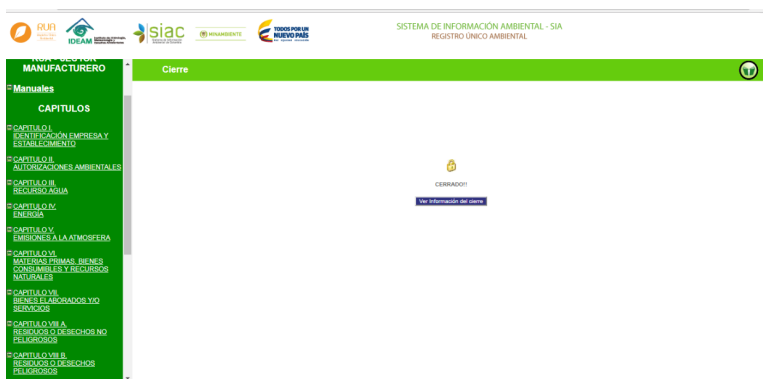 RUA
IDEAM
siac
MINAMBIENTE
TODOS POR UN
NUEVO PAÍS
SISTEMA DE INFORMACIÓN AMBIENTAL - SIA
REGISTRO ÚNICO AMBIENTAL
RUA - SECTOR
MANUFACTURERO
Cierre
Manuales
CAPITULOS
CAPITULO I.
IDENTIFICACIÓN EMPRESA Y
ESTABLECIMIENTO
CAPITULO II.
AUTORIZACIONES AMBIENTALES
CAPITULO III.
RECURSO AGUA
CAPITULO IV.
ENERGÍA
CAPITULO V.
EMISIONES A LA ATMOSFERA
CAPITULO VI.
MATERIAS PRIMAS, BIENES
CONSUMIBLES Y RECURSOS
NATURALES
CAPITULO VII.
BIENES ELABORADOS Y/O
SERVICIOS
CAPITULO VIII A.
RESIDUOS O DESECHOS NO
PELIGROSOS
CAPITULO VIII B.
RESIDUOS O DESECHOS
PELIGROSOS
CERRADO!!
Ver Información del cierre